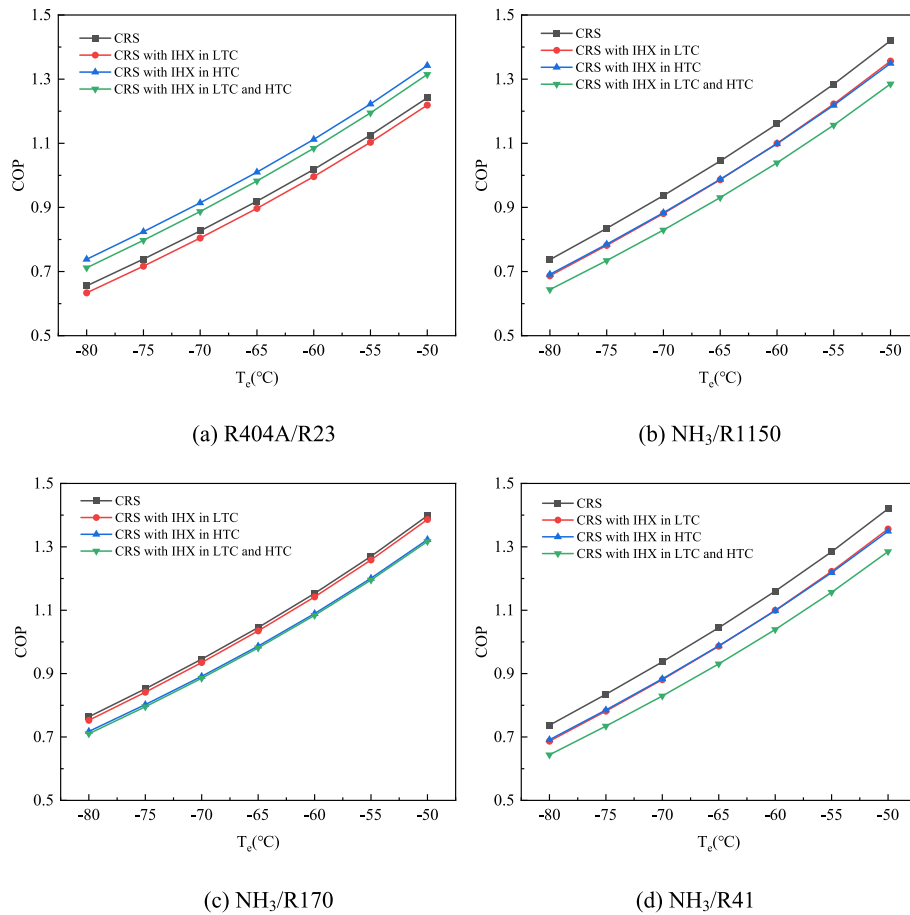 1.5
1.3
1.1
0.9
0.7
0.5
COP
CRS
CRS with IHX in LTC
CRS with IHX in HTC
CRS with IHX in LTC and HTC
-80 -75 -70 -65 -60 -55 -50
Te(°C)
(a) R404A/R23
1.5
1.3
1.1
0.9
0.7
0.5
COP
CRS
CRS with IHX in LTC
CRS with IHX in HTC
CRS with IHX in LTC and HTC
-80 -75 -70 -65 -60 -55 -50
Te(°C)
(b) NH3/R1150
1.5
1.3
1.1
0.9
0.7
0.5
COP
CRS
CRS with IHX in LTC
CRS with IHX in HTC
CRS with IHX in LTC and HTC
-80 -75 -70 -65 -60 -55 -50
Te(°C)
(c) NH3/R170
1.5
1.3
1.1
0.9
0.7
0.5
COP
CRS
CRS with IHX in LTC
CRS with IHX in HTC
CRS with IHX in LTC and HTC
-80 -75 -70 -65 -60 -55 -50
Te(°C)
(d) NH3/R41